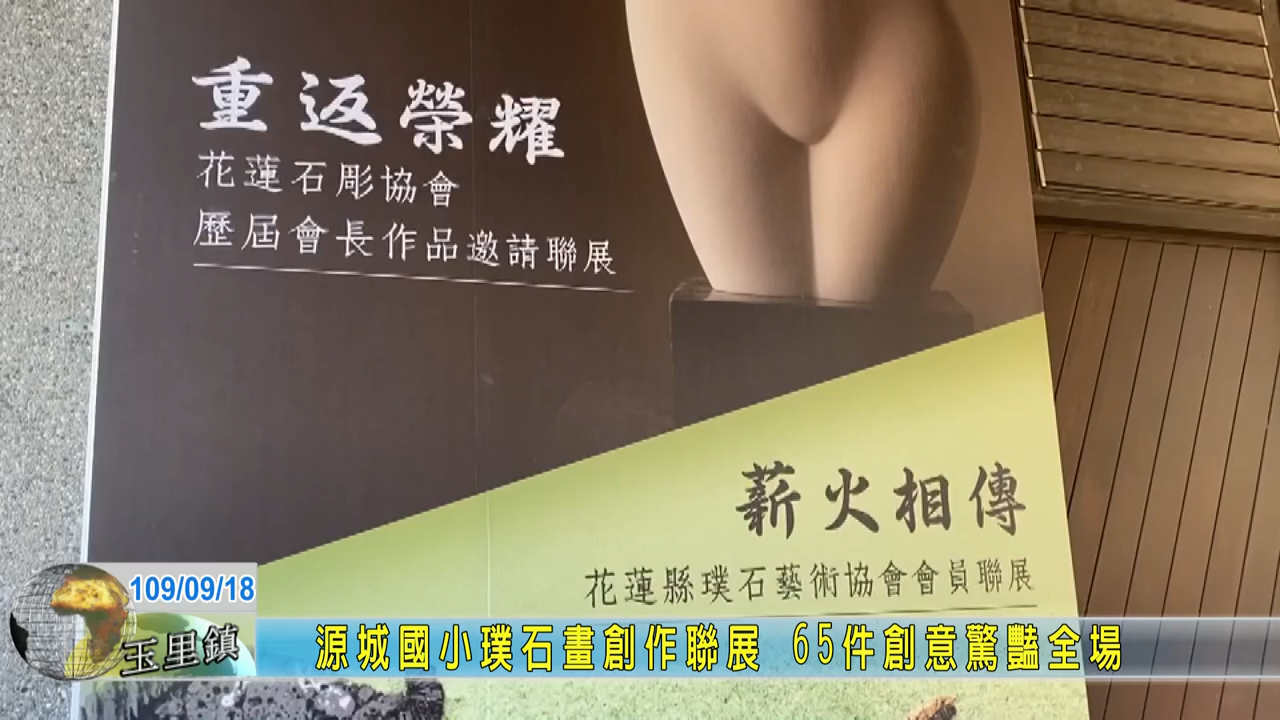 重返榮耀
花蓮石彫協會
歷屆會長作品邀請聯展
薪火相傳
花蓮縣璞石藝術協會會員聯展
109/09/18
玉里鎮
源城國小璞石畫創作聯展 65件創意驚豔全場